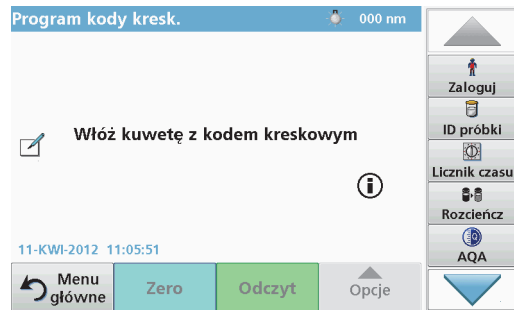 Program kody kresk.
000 nm
Włóż kuwetę z kodem kreskowym
11-KWI-2012 11:05:51
Menu
główne
Zero
Odczyt
Opcje
Zaloguj
ID próbki
Licznik czasu
Rozcieńcz
AQA